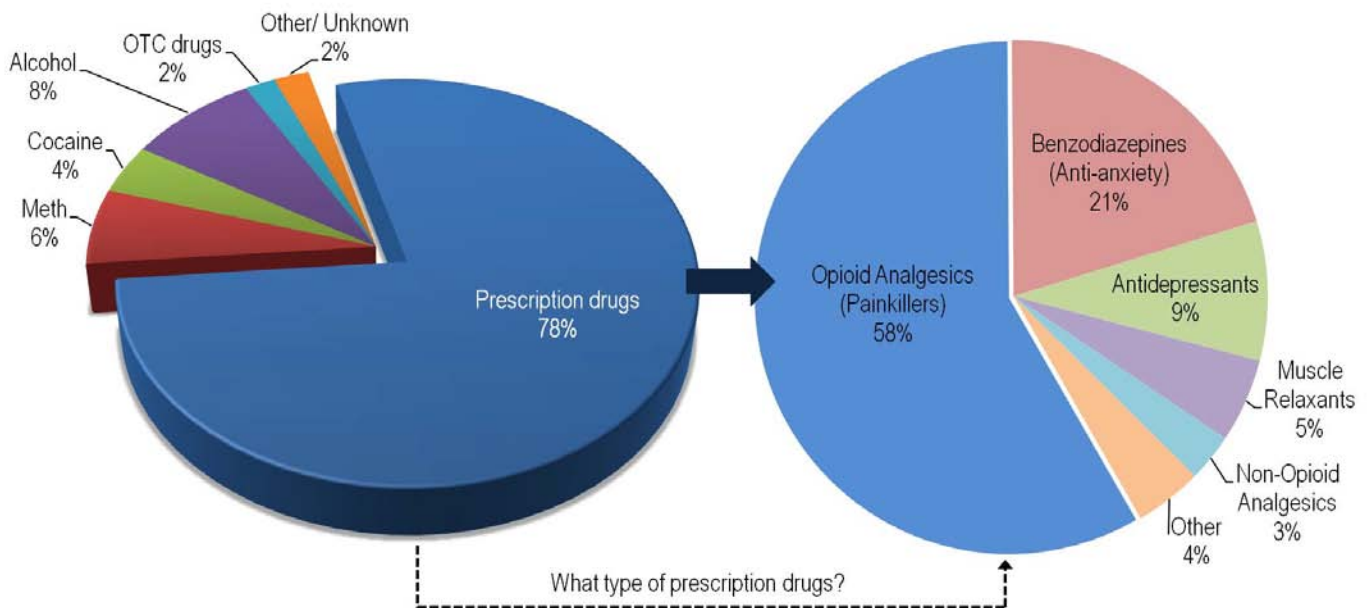 Other/ Unknown
2%
OTC drugs
2%
Alcohol
8%
Cocaine
4%
Meth
6%
Prescription drugs
78%
What type of prescription drugs?
Opioid Analgesics
(Painkillers)
58%
Benzodiazepines
(Anti-anxiety)
21%
Antidepressants
9%
Muscle
Relaxants
5%
Non-Opioid
Analgesics
3%
Other
4%